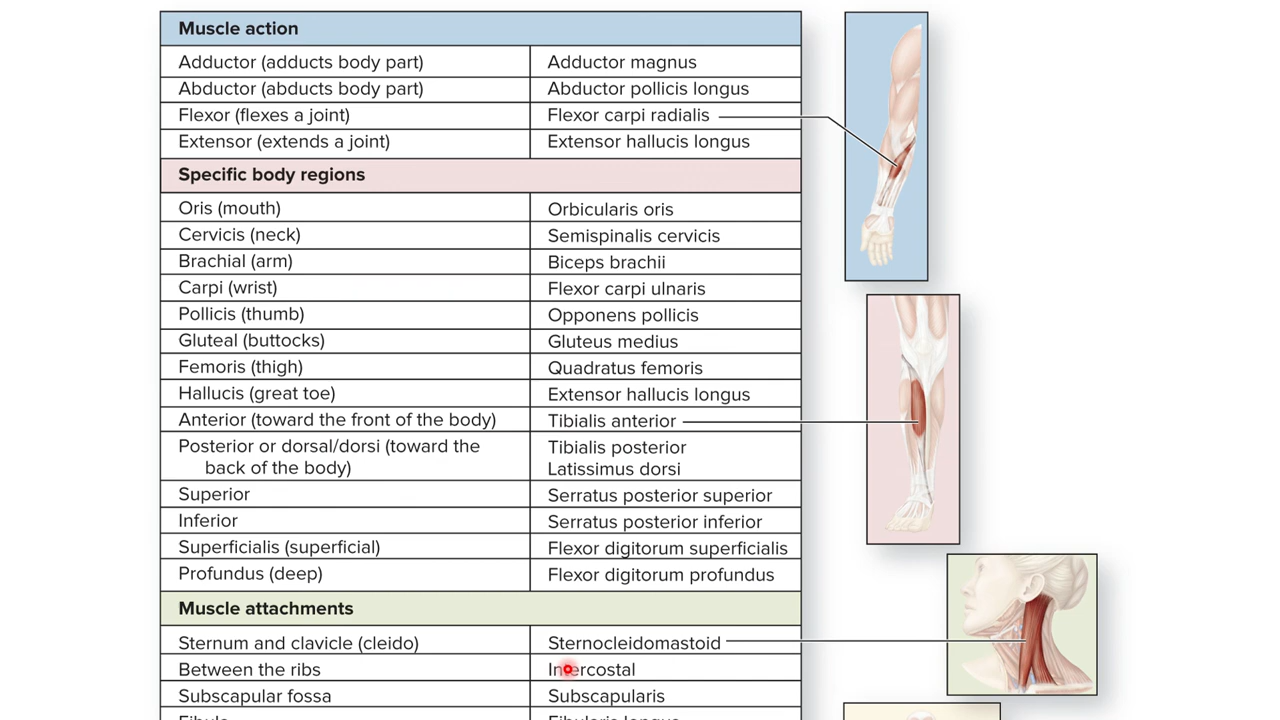 Muscle action
Adductor (adducts body part) Adductor magnus
Abductor (abducts body part) Abductor pollicis longus
Flexor (flexes a joint) Flexor carpi radialis
Extensor (extends a joint) Extensor hallucis longus
Specific body regions
Oris (mouth) Orbicularis oris
Cervicis (neck) Semispinalis cervicis
Brachial (arm) Biceps brachii
Carpi (wrist) Flexor carpi ulnaris
Pollicis (thumb) Opponens pollicis
Gluteal (buttocks) Gluteus medius
Femoris (thigh) Quadratus femoris
Hallucis (great toe) Extensor hallucis longus
Anterior (toward the front of the body) Tibialis anterior
Posterior or dorsal/dorsi (toward the Tibialis posterior
back of the body) Latissimus dorsi
Superior Serratus posterior superior
Inferior Serratus posterior inferior
Superficialis (superficial) Flexor digitorum superficialis
Profundus (deep) Flexor digitorum profundus
Muscle attachments
Sternum and clavicle (cleido) Sternocleidomastoid
Between the ribs Intercostal
Subscapular fossa Subscapularis